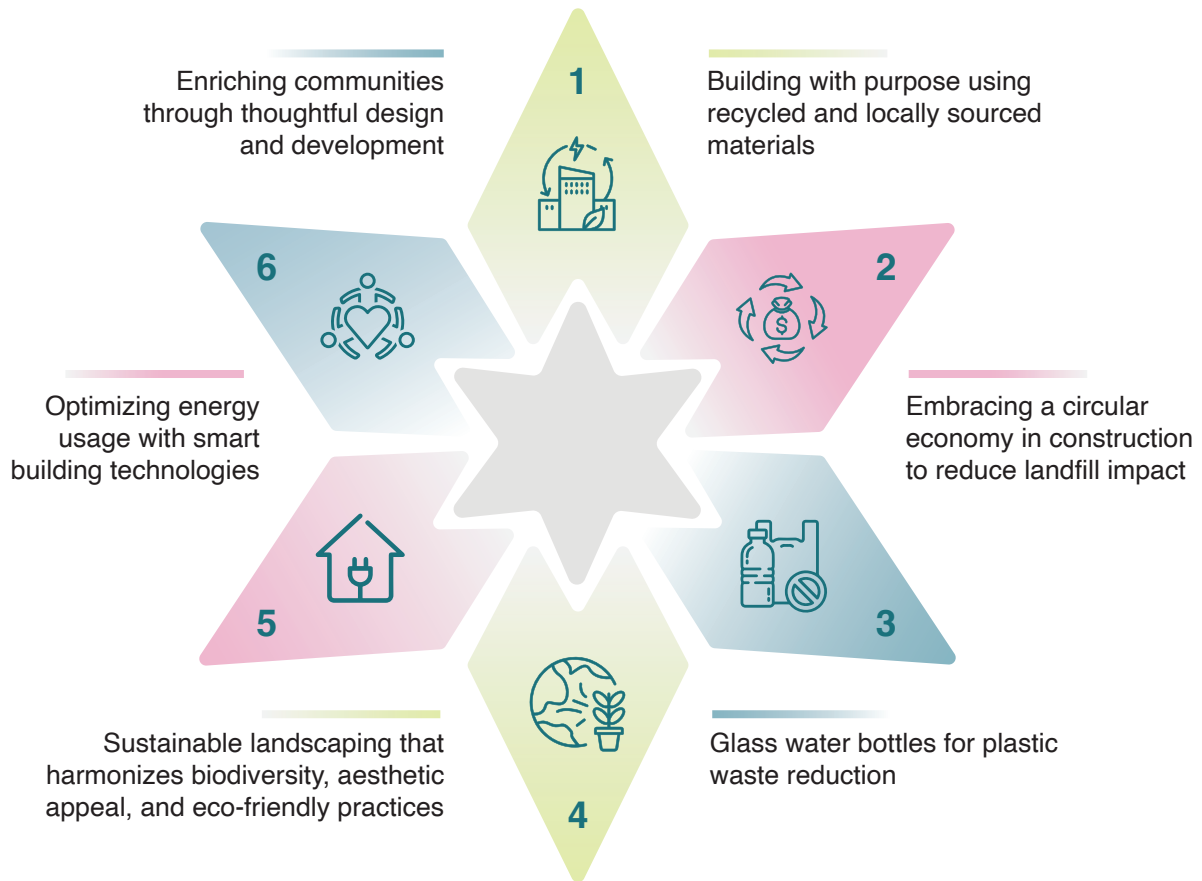 1
Building with purpose using
recycled and locally sourced
materials
2
Embracing a circular
economy in construction
to reduce landfill impact
3
Glass water bottles for plastic
waste reduction
4
Sustainable landscaping that
harmonizes biodiversity, aesthetic
appeal, and eco-friendly practices
5
Optimizing energy
usage with smart
building technologies
6
Enriching communities
through thoughtful design
and development
$